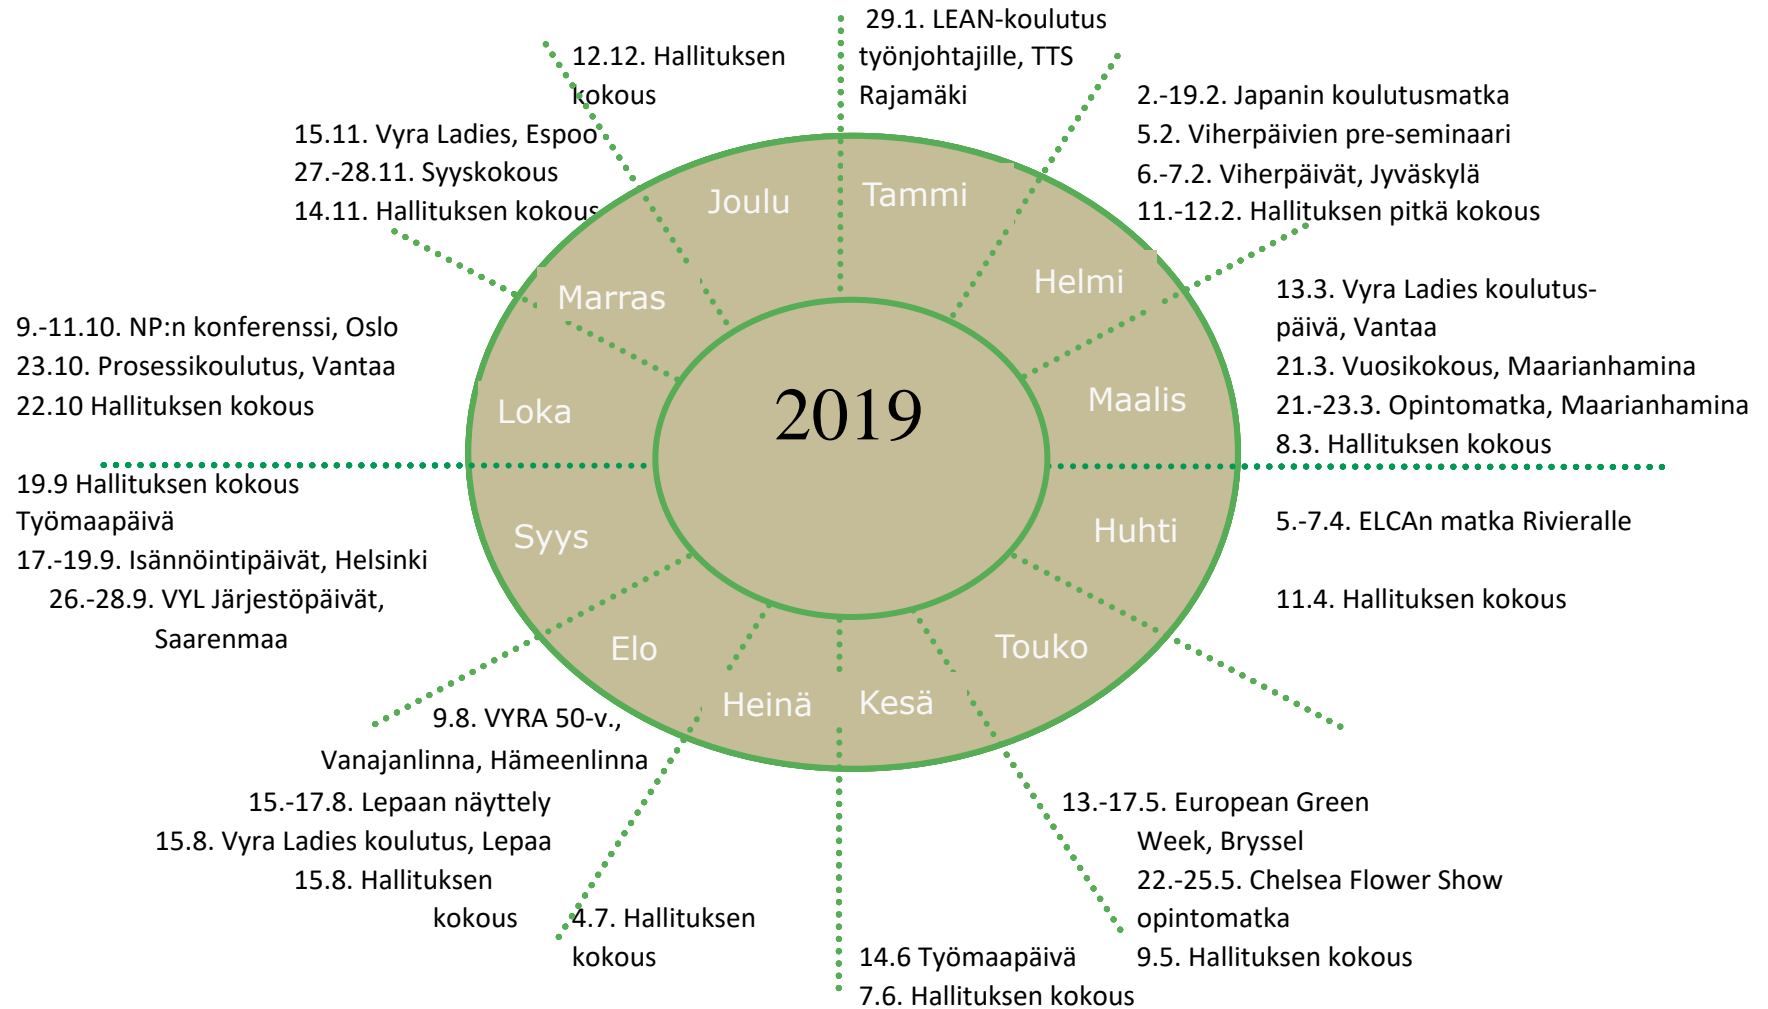 29.1. LEAN-koulutus
työnjohtajille, TTS
Rajamäki
2.-19.2. Japanin koulutusmatka
5.2. Viherpäivien pre-seminaari
6.-7.2. Viherpäivät, Jyväskylä
11.-12.2. Hallituksen pitkä kokous
13.3. Vyra Ladies koulutus-
päivä, Vantaa
21.3. Vuosikokous, Maarianhamina
21.-23.3. Opintomatka, Maarianhamina
8.3. Hallituksen kokous
5.-7.4. ELCAn matka Rivieralle
11.4. Hallituksen kokous
13.-17.5. European Green
Week, Bryssel
22.-25.5. Chelsea Flower Show
opintomatka
9.5. Hallituksen kokous
14.6 Työmaapäivä
7.6. Hallituksen kokous
4.7. Hallituksen
kokous
9.8. VYRA 50-v.,
Vanajanlinna, Hämeenlinna
15.-17.8. Lepaan näyttely
15.8. Vyra Ladies koulutus, Lepaa
15.8. Hallituksen
kokous
19.9 Hallituksen kokous
Työmaapäivä
17.-19.9. Isännöintipäivät, Helsinki
26.-28.9. VYL Järjestöpäivät,
Saarenmaa
9.-11.10. NP:n konferenssi, Oslo
23.10. Prosessikoulutus, Vantaa
22.10 Hallituksen kokous
15.11. Vyra Ladies, Espoo
27.-28.11. Syyskokous
14.11. Hallituksen kokous
12.12. Hallituksen
kokous
Tammi
Helmi
Maalis
Huhti
Touko
Kesä
Heinä
Elo
Syys
Loka
Marras
Joulu
2019